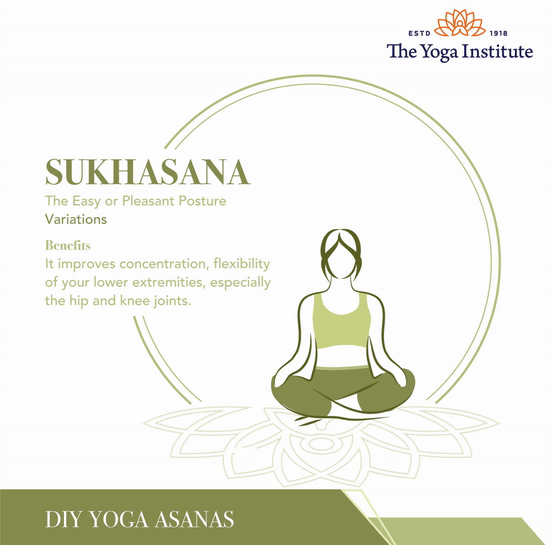 ESTD 1918
The Yoga Institute
SUKHASANA
The Easy or Pleasant Posture
Variations
Benefits
It improves concentration, flexibility
of your lower extremities, especially
the hip and knee joints.
DIY YOGA ASANAS